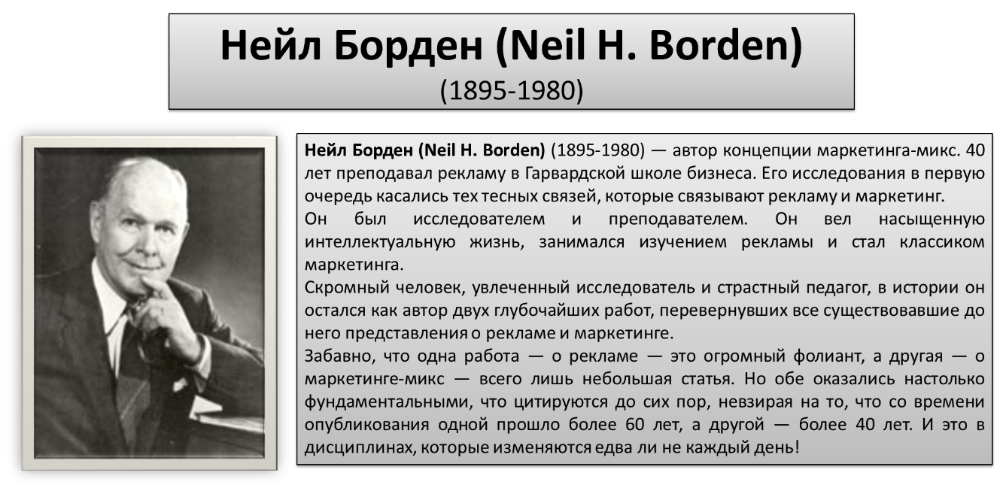 Нейл Борден (Neil H. Borden)
(1895-1980)
Нейл Борден (Neil H. Borden) (1895-1980) — автор концепции маркетинга-микс. 40
лет преподавал рекламу в Гарвардской школе бизнеса. Его исследования в первую
очередь касались тех тесных связей, которые связывают рекламу и маркетинг.
Он был исследователем и преподавателем. Он вел насыщенную
интеллектуальную жизнь, занимался изучением рекламы и стал классиком
маркетинга.
Скромный человек, увлеченный исследователь и страстный педагог, в истории он
остался как автор двух глубочайших работ, перевернувших все существовавшие до
него представления о рекламе и маркетинге.
Забавно, что одна работа — о рекламе — это огромный фолиант, а другая — о
маркетинге-микс — всего лишь небольшая статья. Но обе оказались настолько
фундаментальными, что цитируются до сих пор, невзирая на то, что со времени
опубликования одной прошло более 60 лет, а другой — более 40 лет. И это в
дисциплинах, которые изменяются едва ли не каждый день!